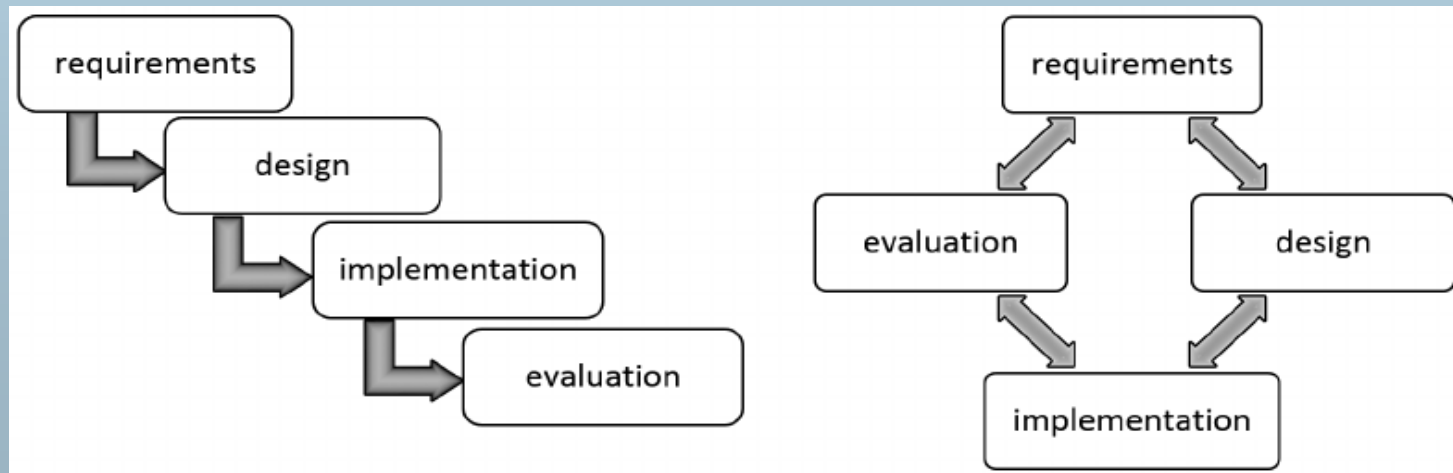 requirements
design
implementation
evaluation
requirements
evaluation
design
implementation